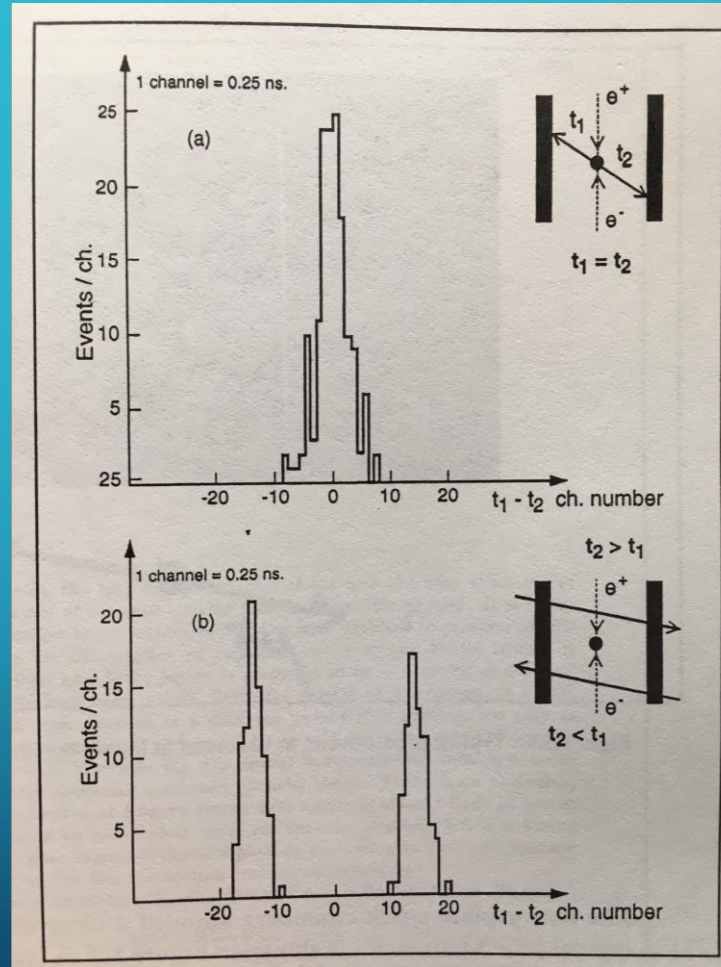 1 channel = 0.25 ns.
(a)
Events / ch.
25
20
15
10
5
25
-20
-10
0
10
20
t₁ - t₂ ch. number
e⁺
t₁
t₂
e⁻
t₁ = t₂
1 channel = 0.25 ns.
(b)
Events / ch.
20
15
10
5
-20
-10
0
10
20
t₁ - t₂ ch. number
t₂ > t₁
e⁺
e⁻
t₂ < t₁